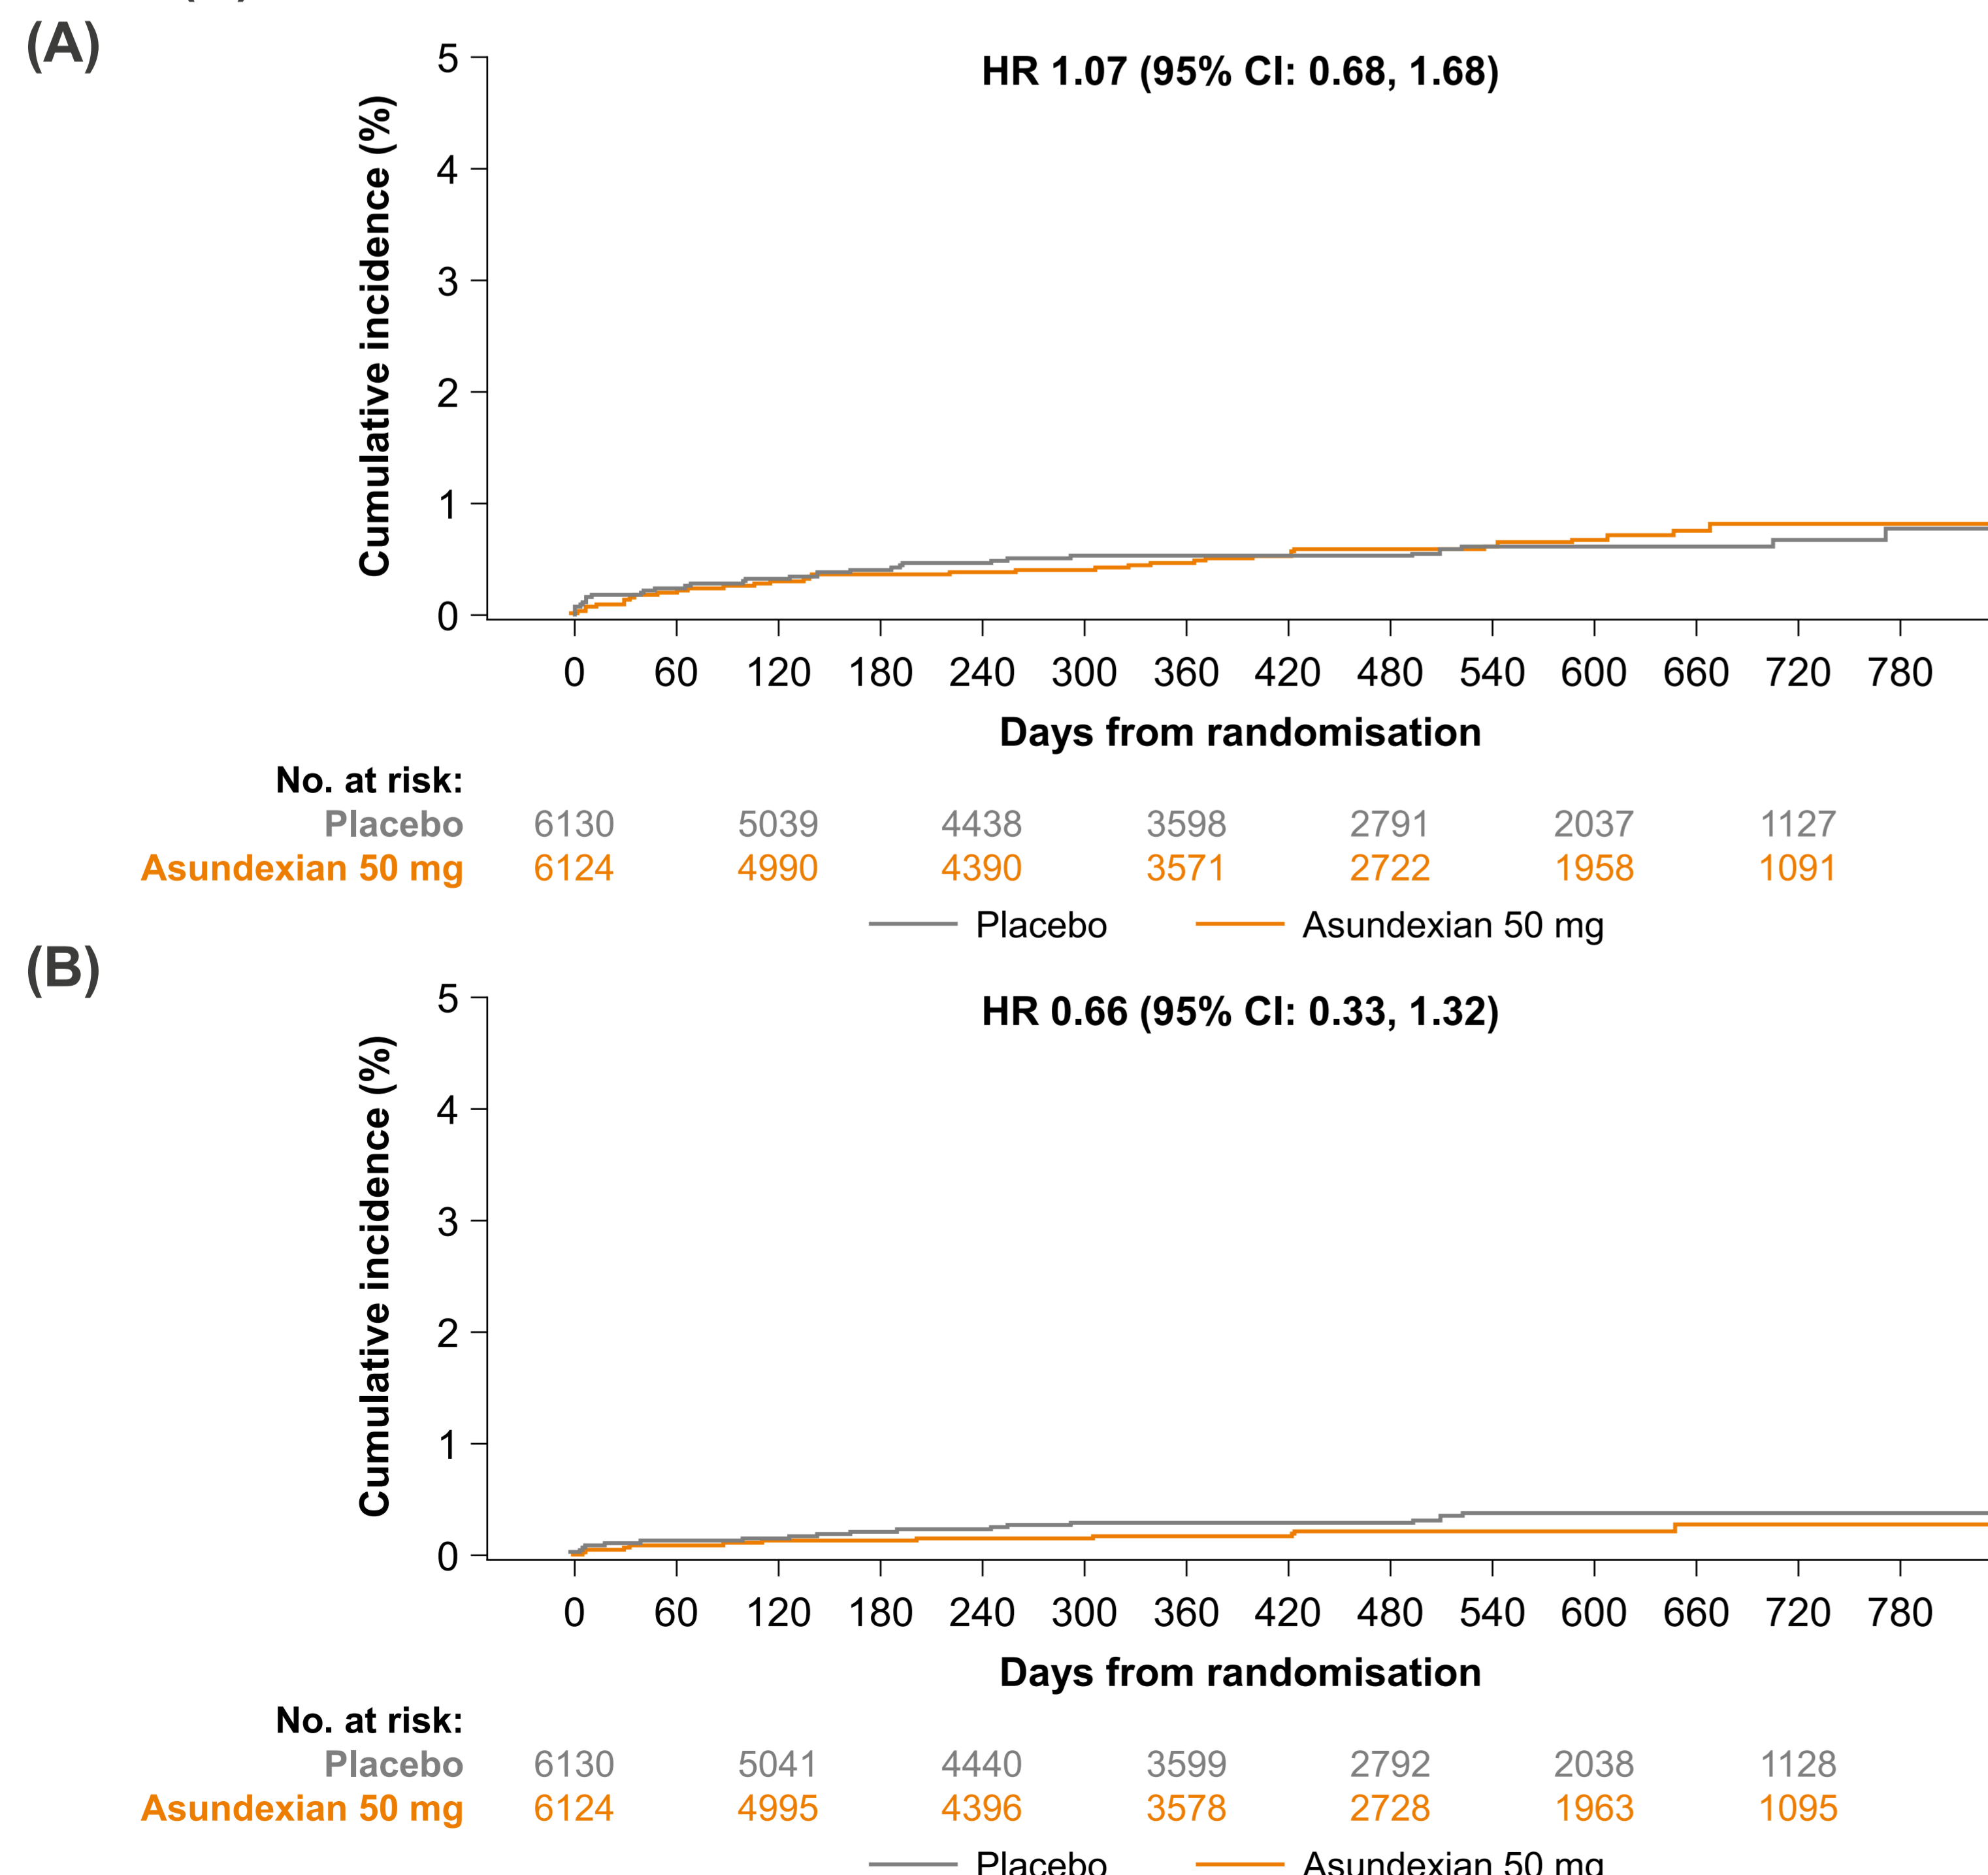 (A)
HR 1.07 (95% CI: 0.68, 1.68)
Cumulative incidence (%)
5
4
3
2
1
0
0 60 120 180 240 300 360 420 480 540 600 660 720 780
Days from randomisation
No. at risk:
Placebo 6130 5039 4438 3598 2791 2037 1127
Asundexian 50 mg 6124 4990 4390 3571 2722 1958 1091
Placebo Asundexian 50 mg
(B)
HR 0.66 (95% CI: 0.33, 1.32)
Cumulative incidence (%)
5
4
3
2
1
0
0 60 120 180 240 300 360 420 480 540 600 660 720 780
Days from randomisation
No. at risk:
Placebo 6130 5041 4440 3599 2792 2038 1128
Asundexian 50 mg 6124 4995 4396 3578 2728 1963 1095
Placebo Asundexian 50 mg